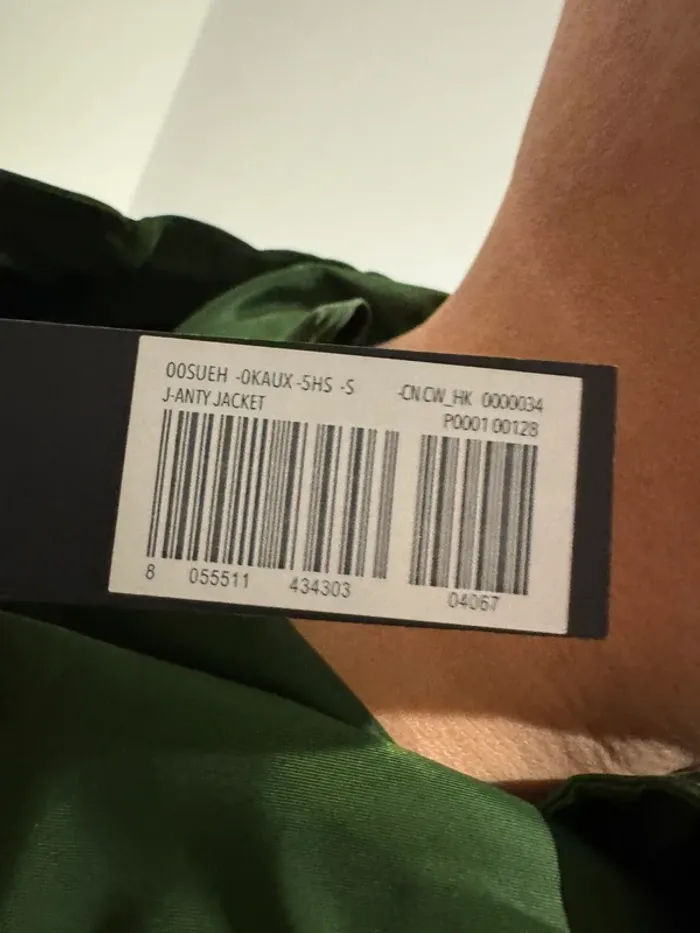 00SUEH -0KAUX -5HS -S -CN CW_HK 0000034
J-ANTY JACKET P0001 00128
8 055511 434303 04067